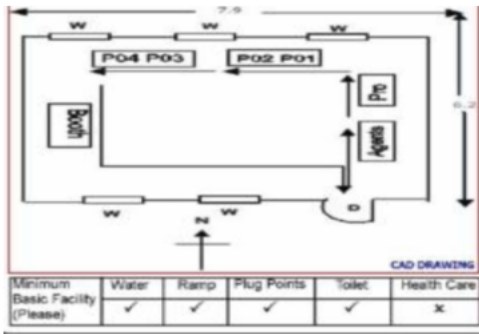 7.9
W W W
P04 P03 P02 P01
Pro
6.2
Booth
Agents
W W D
N
CAD DRAWING
Minimum Basic Facility (Please) Water Ramp Plug Points Toilet Health Care
✓ ✓ ✓ ✓ x